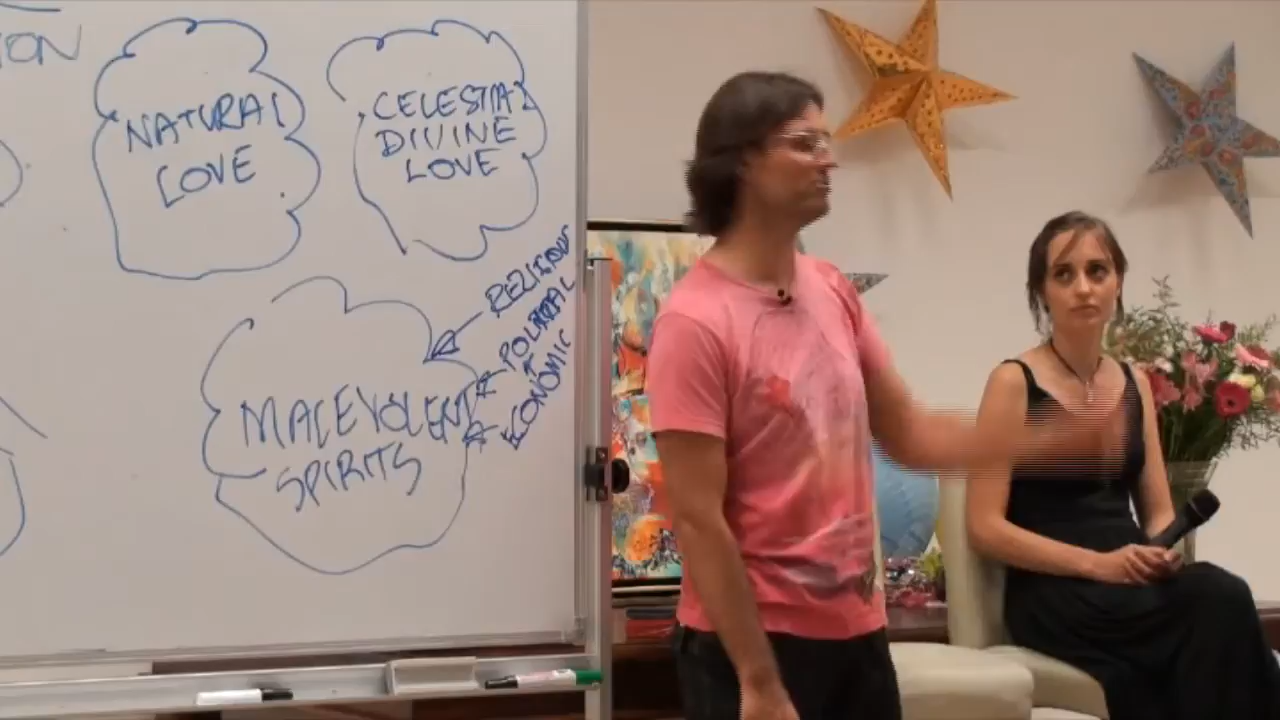 ION
NATURAL
LOVE
CELESTIAL
DIVINE
LOVE
RELIGIOUS
POLITICAL
ECONOMIC
MALEVOLENT
SPIRITS